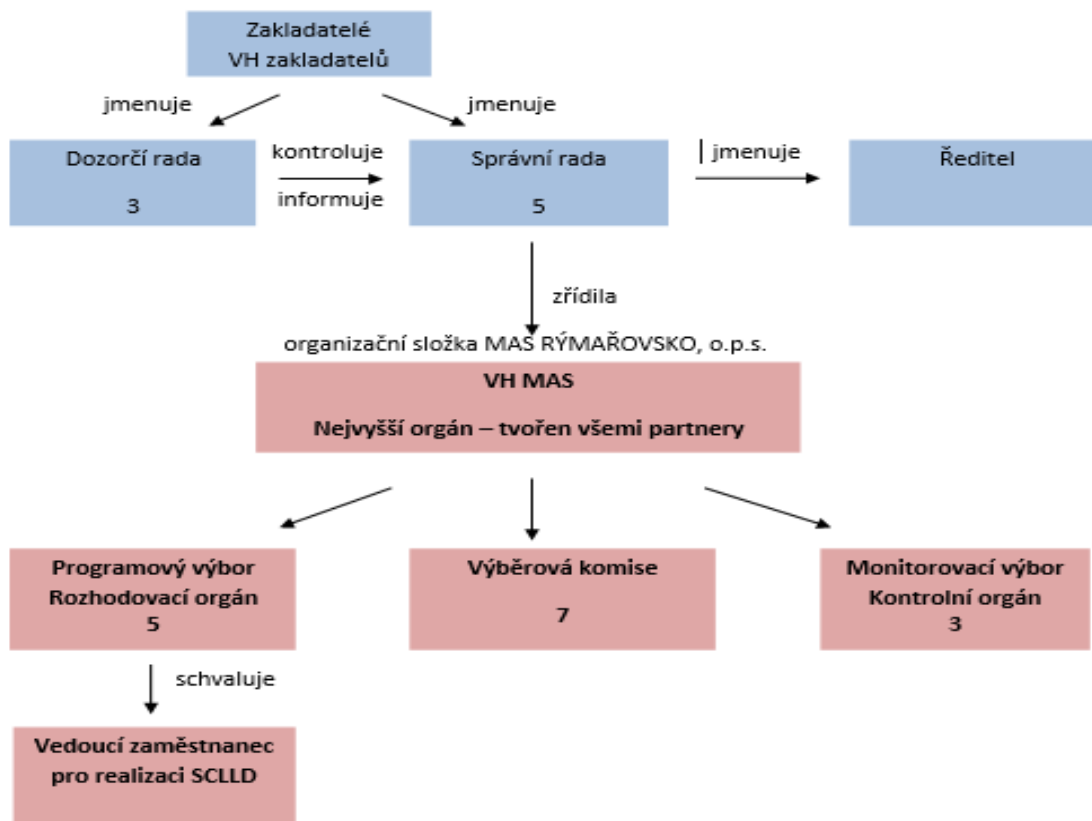 Zakladatelé
VH zakladatelů
jmenuje
jmenuje
Dozorčí rada
3
kontroluje
informuje
Správní rada
5
jmenuje
Ředitel
zřídila
organizační složka MAS RÝMAŘOVSKO, o.p.s.
VH MAS
Nejvyšší orgán – tvořen všemi partnery
Programový výbor
Rozhodovací orgán
5
Výběrová komise
7
Monitorovací výbor
Kontrolní orgán
3
schvaluje
Vedoucí zaměstnanec
pro realizaci SCLLD